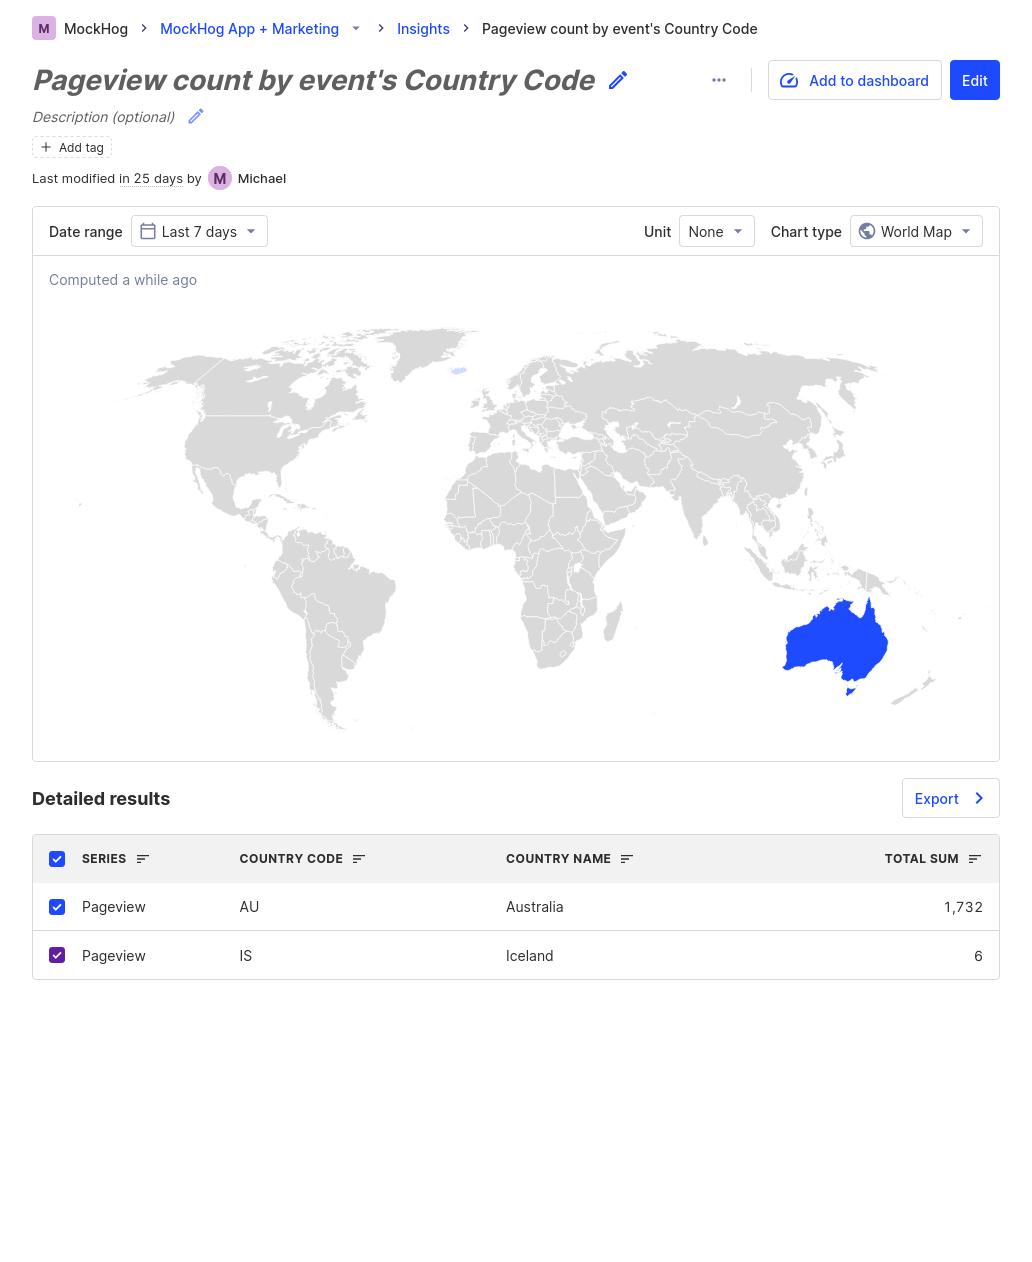 M MockHog MockHog App + Marketing Insights Pageview count by event's Country Code
Pageview count by event's Country Code
Add to dashboard
Edit
Description (optional)
Add tag
Last modified in 25 days by M Michael
Date range Last 7 days Unit None Chart type World Map
Computed a while ago
Detailed results
Export
SERIES COUNTRY CODE COUNTRY NAME TOTAL SUM
Pageview AU Australia 1,732
Pageview IS Iceland 6